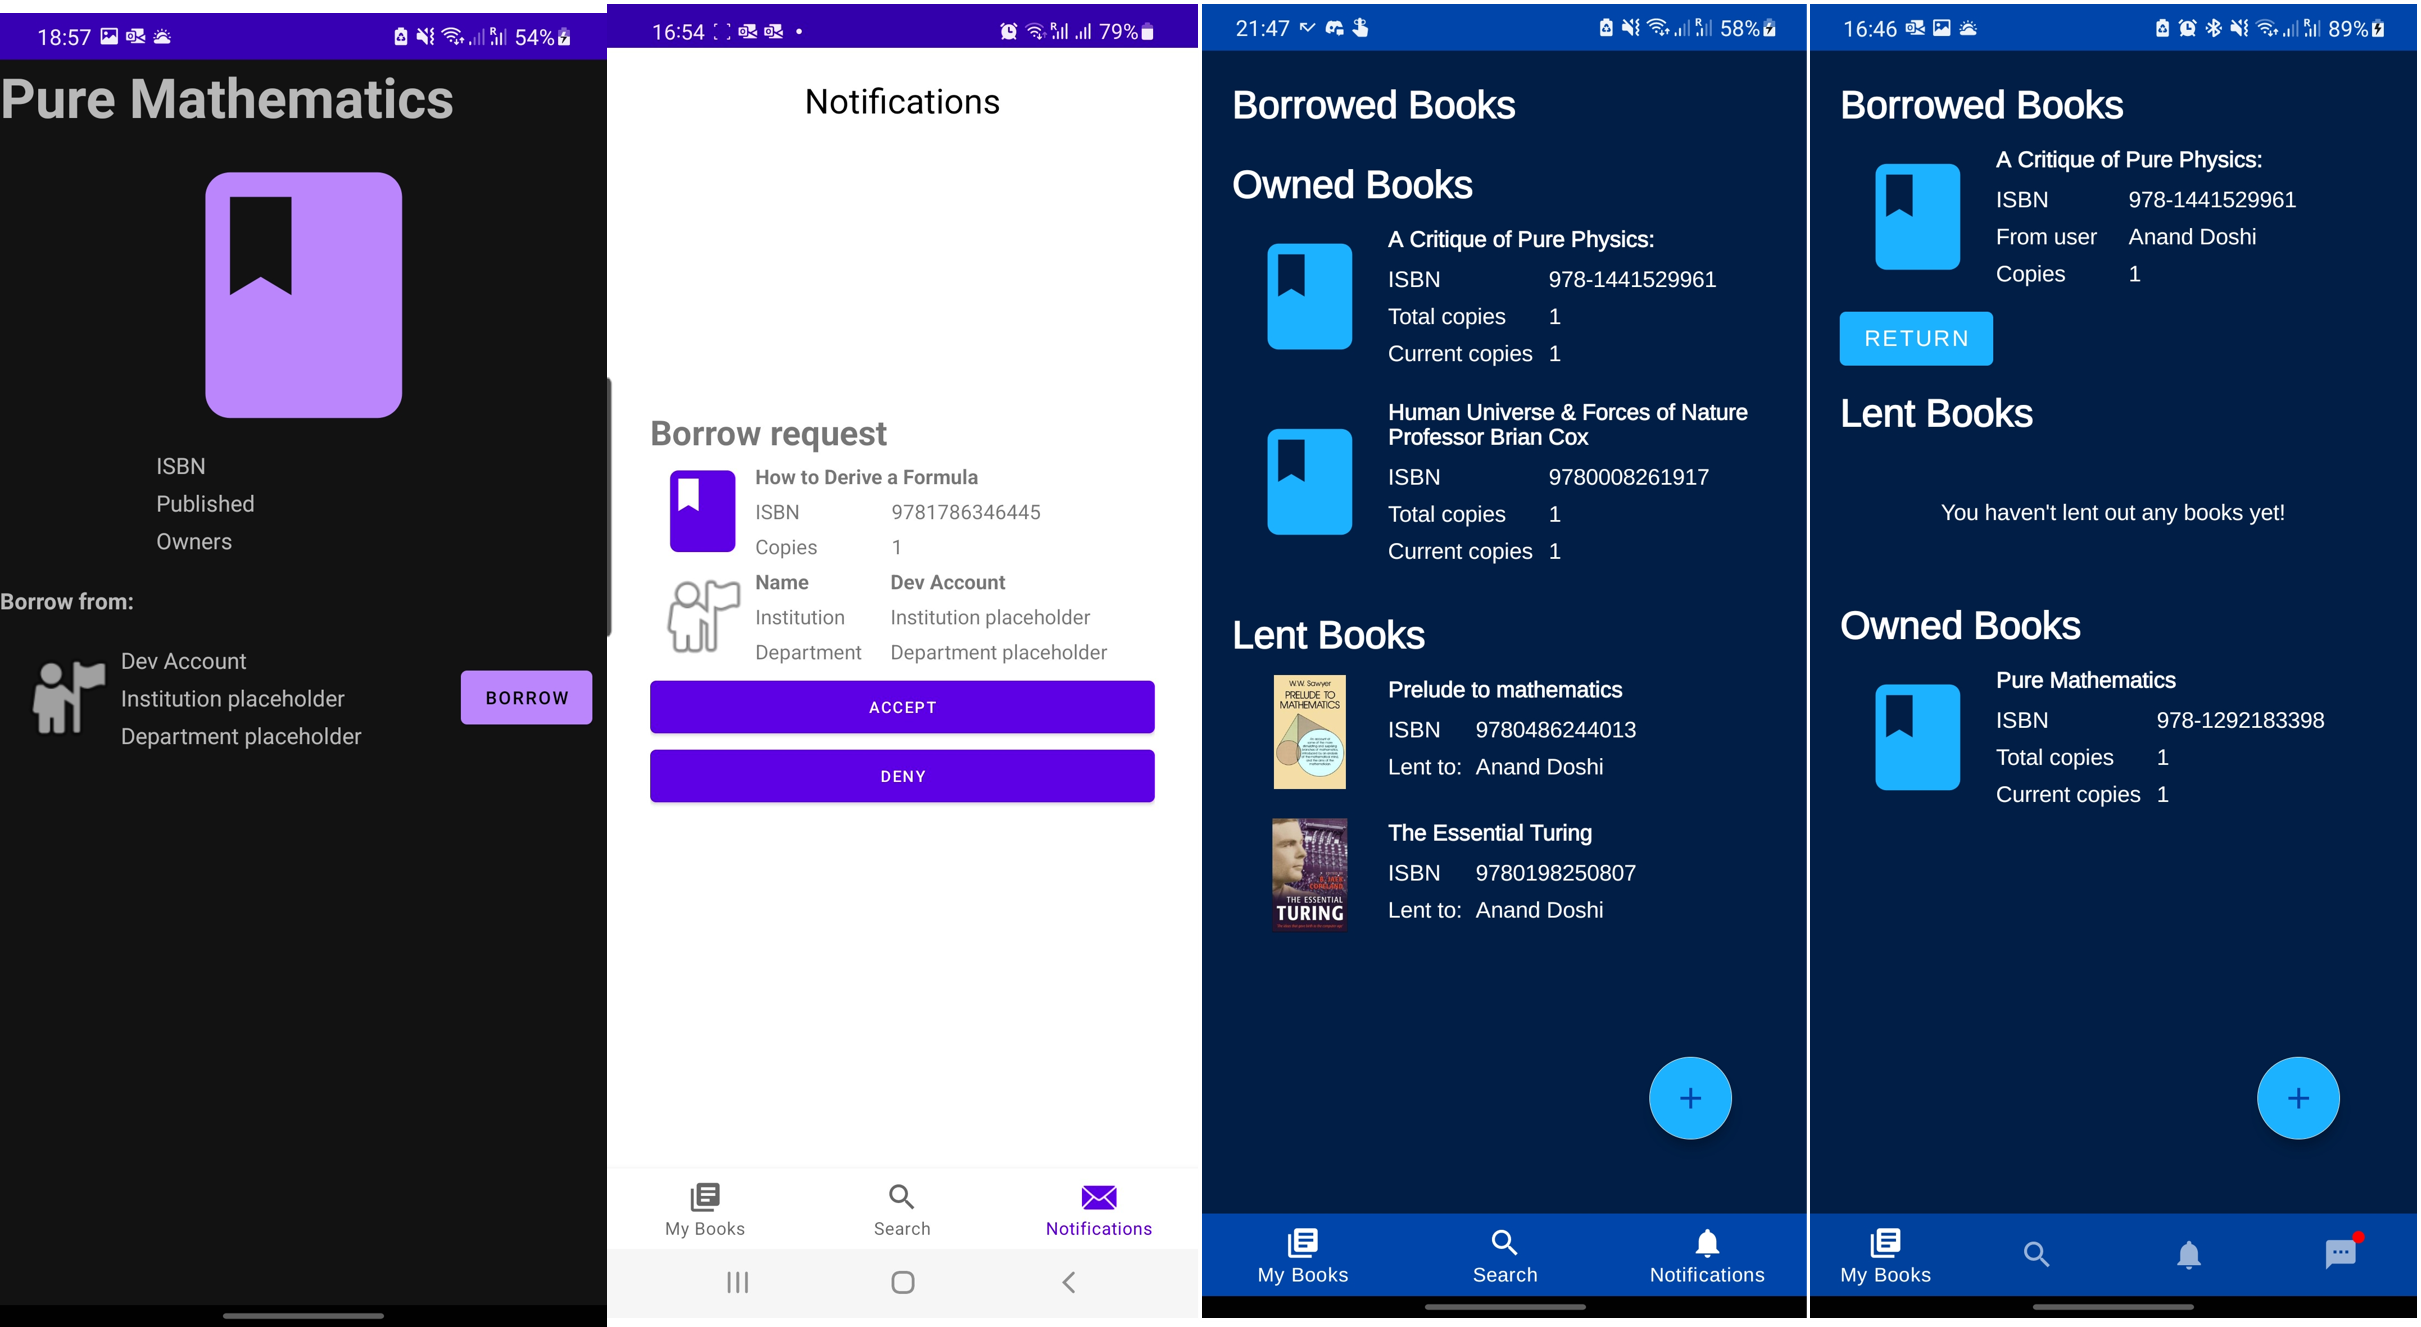 18:57 54%
Pure Mathematics
ISBN
Published
Owners
Borrow from:
Dev Account
Institution placeholder
Department placeholder
BORROW
16:54 79%
Notifications
Borrow request
How to Derive a Formula
ISBN 9781786346445
Copies 1
Name Dev Account
Institution Institution placeholder
Department Department placeholder
ACCEPT
DENY
My Books Search Notifications
21:47 58%
Borrowed Books
Owned Books
A Critique of Pure Physics:
ISBN 978-1441529961
Total copies 1
Current copies 1
Human Universe & Forces of Nature
Professor Brian Cox
ISBN 9780008261917
Total copies 1
Current copies 1
Lent Books
W.W. Sawyer
PRELUDE TO
MATHEMATICS
Prelude to mathematics
ISBN 9780486244013
Lent to: Anand Doshi
THE ESSENTIAL
TURING
The Essential Turing
ISBN 9780198250807
Lent to: Anand Doshi
+
My Books Search Notifications
16:46 89%
Borrowed Books
A Critique of Pure Physics:
ISBN 978-1441529961
From user Anand Doshi
Copies 1
RETURN
Lent Books
You haven't lent out any books yet!
Owned Books
Pure Mathematics
ISBN 978-1292183398
Total copies 1
Current copies 1
+
My Books